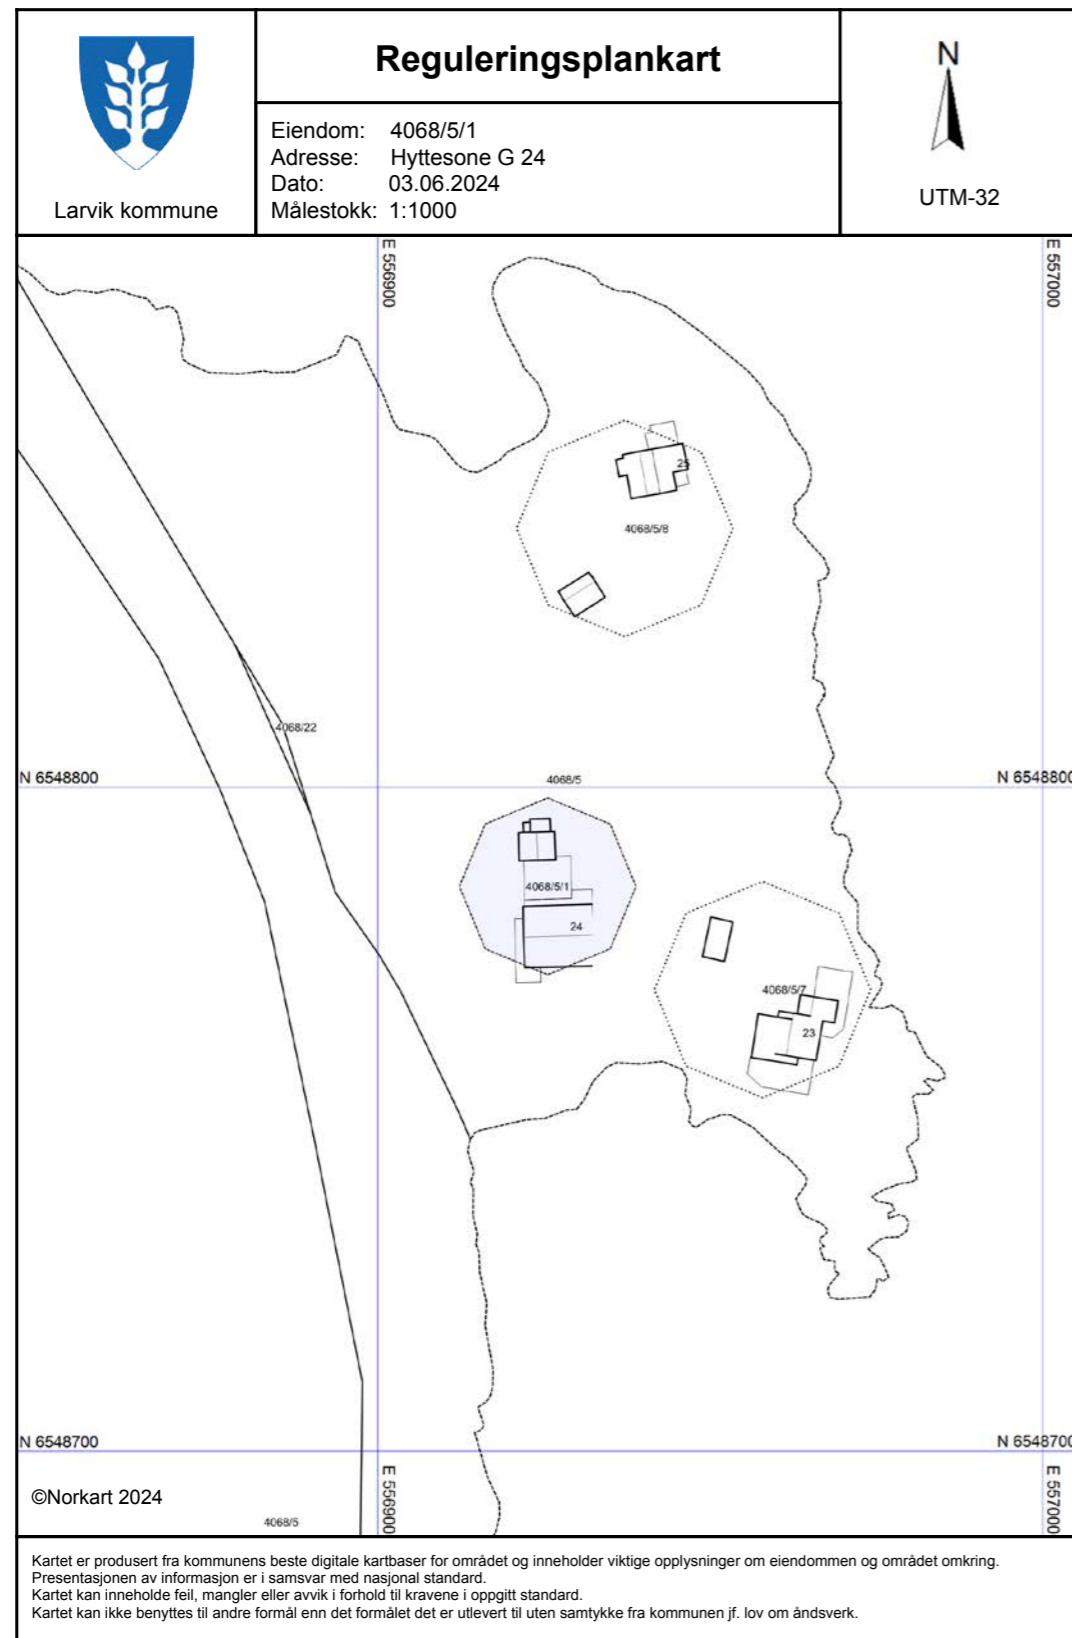 Larvik kommune
Reguleringsplankart
Eiendom: 4068/5/1
Adresse: Hyttesone G 24
Dato: 03.06.2024
Målestokk: 1:1000
N
UTM-32
E 556900
E 557000
25
4068/5/8
4068/22
N 6548800
4068/5
N 6548800
4068/5/1
24
4068/5/7
23
N 6548700
N 6548700
E 556900
E 557000
©Norkart 2024
4068/5
Kartet er produsert fra kommunens beste digitale kartbaser for området og inneholder viktige opplysninger om eiendommen og området omkring.
Presentasjonen av informasjon er i samsvar med nasjonal standard.
Kartet kan inneholde feil, mangler eller avvik i forhold til kravene i oppgitt standard.
Kartet kan ikke benyttes til andre formål enn det formålet det er utlevert til uten samtykke fra kommunen jf. lov om åndsverk.